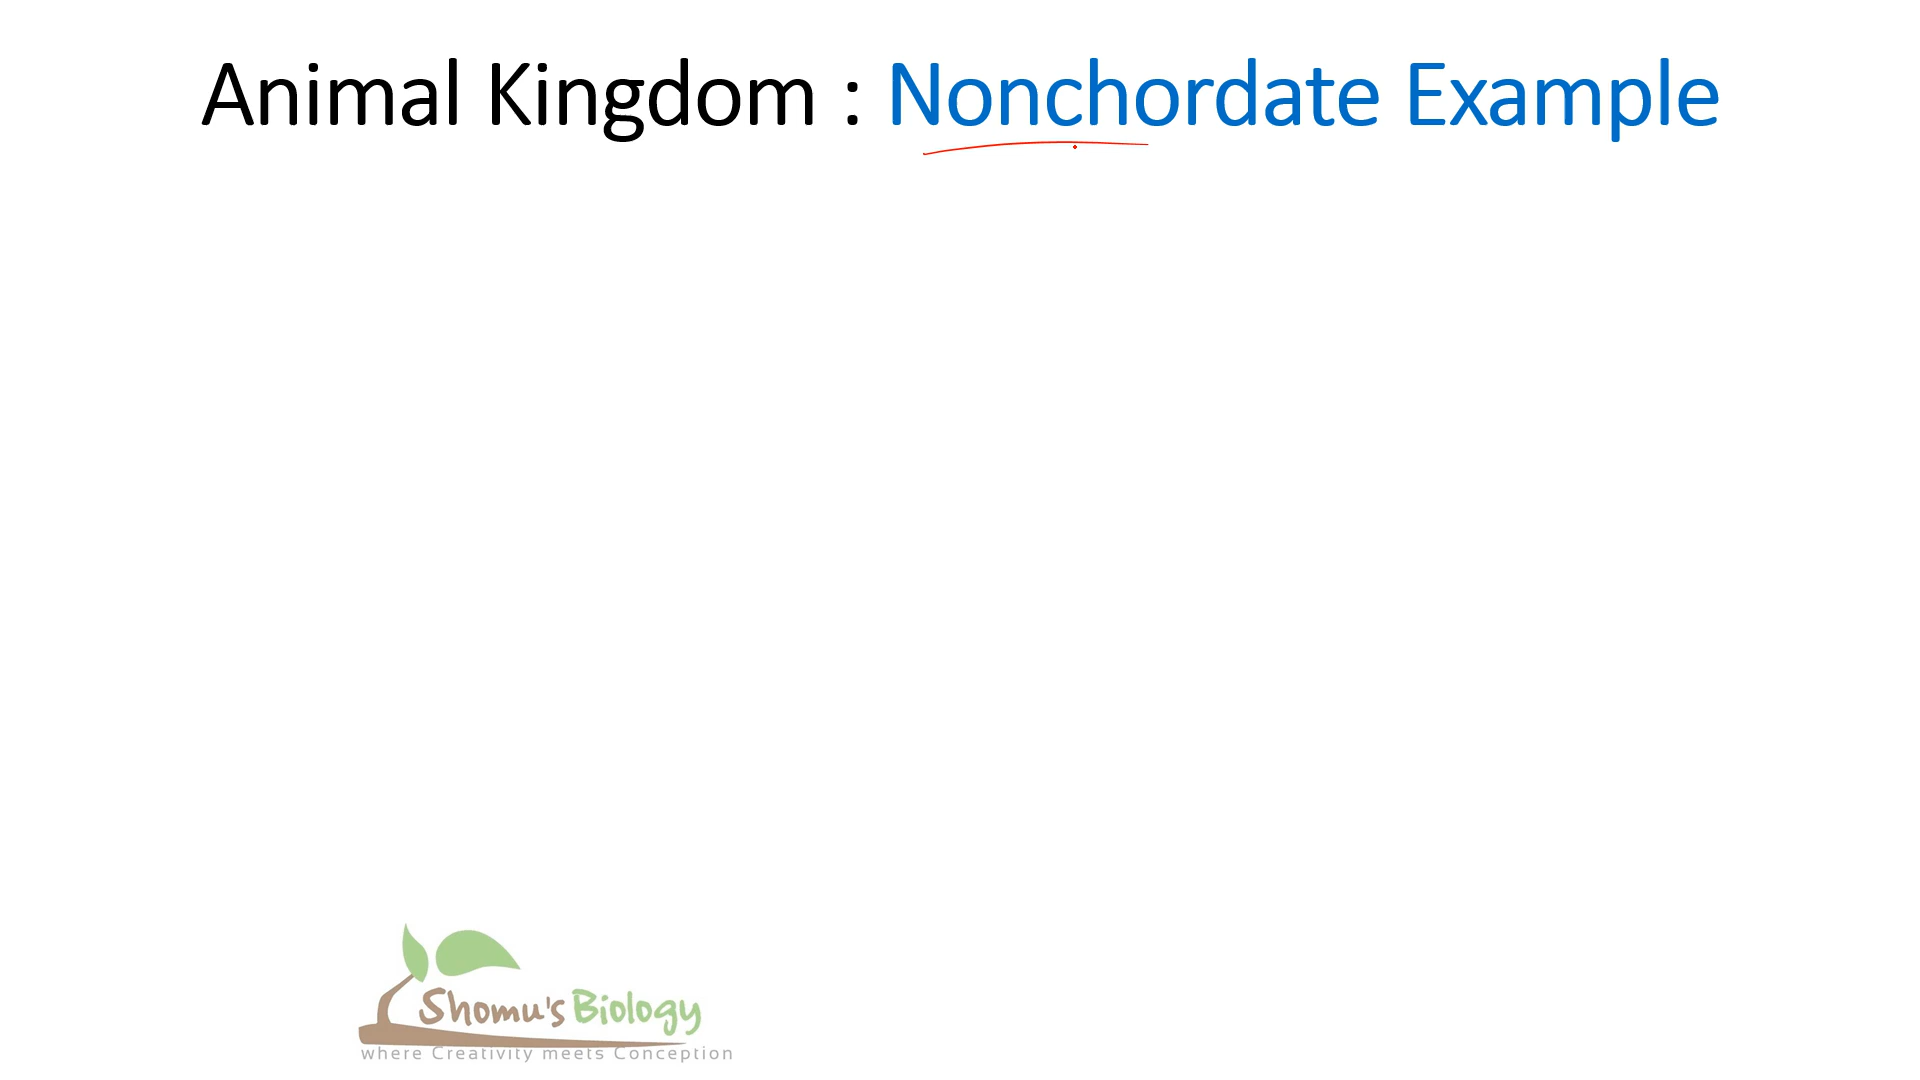 Animal Kingdom : Nonchordate Example
Shomu's Biology
where Creativity meets Conception